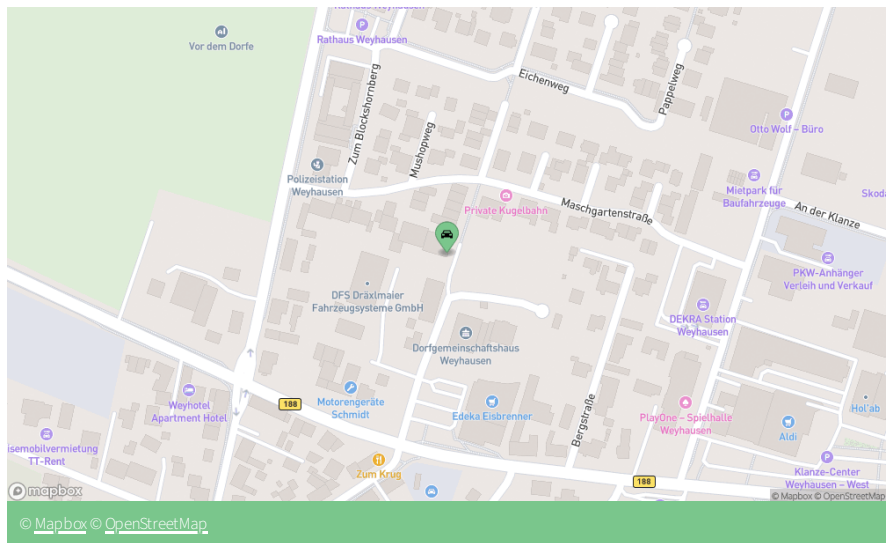 Rathaus Weyhausen
Vor dem Dorfe
Rathaus Weyhausen
Eichenweg
Pappelweg
Zum Blockshornberg
Mushopweg
Otto Wolf – Büro
Polizeistation
Weyhausen
Mietpark für
Baufahrzeuge
Skoda
Private Kugelbahn
Maschgartenstraße
An der Klanze
PKW-Anhänger
Verleih und Verkauf
DFS Dräxlmaier
Fahrzeugsysteme GmbH
DEKRA Station
Weyhausen
Dorfgemeinschaftshaus
Weyhausen
188
Weyhotel
Apartment Hotel
Motorengeräte
Schmidt
Edeka Eisbrenner
Bergstraße
PlayOne – Spielhalle
Weyhausen
Hol'ab
Aldi
isemobilvermietung
TT-Rent
Zum Krug
188
Klanze-Center
Weyhausen – West
mapbox
© Mapbox © OpenStreetMap
© Mapbox © OpenStreetMap